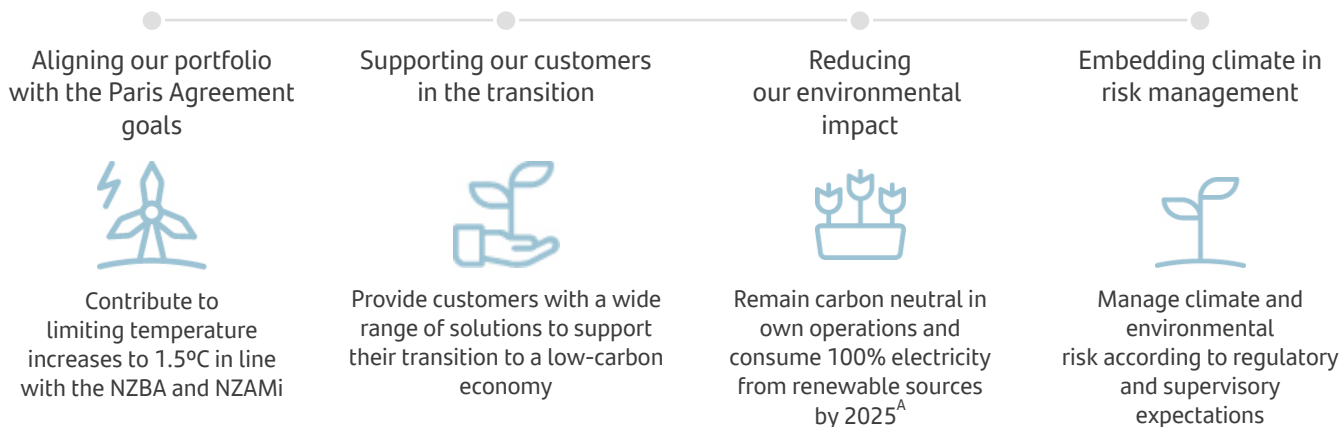 Aligning our portfolio
with the Paris Agreement
goals
Contribute to
limiting temperature
increases to 1.5ºC in line
with the NZBA and NZAMi
Supporting our customers
in the transition
Provide customers with a wide
range of solutions to support
their transition to a low-carbon
economy
Reducing
our environmental
impact
Remain carbon neutral in
own operations and
consume 100% electricity
from renewable sources
by 2025A
Embedding climate in
risk management
Manage climate and
environmental
risk according to regulatory
and supervisory
expectations